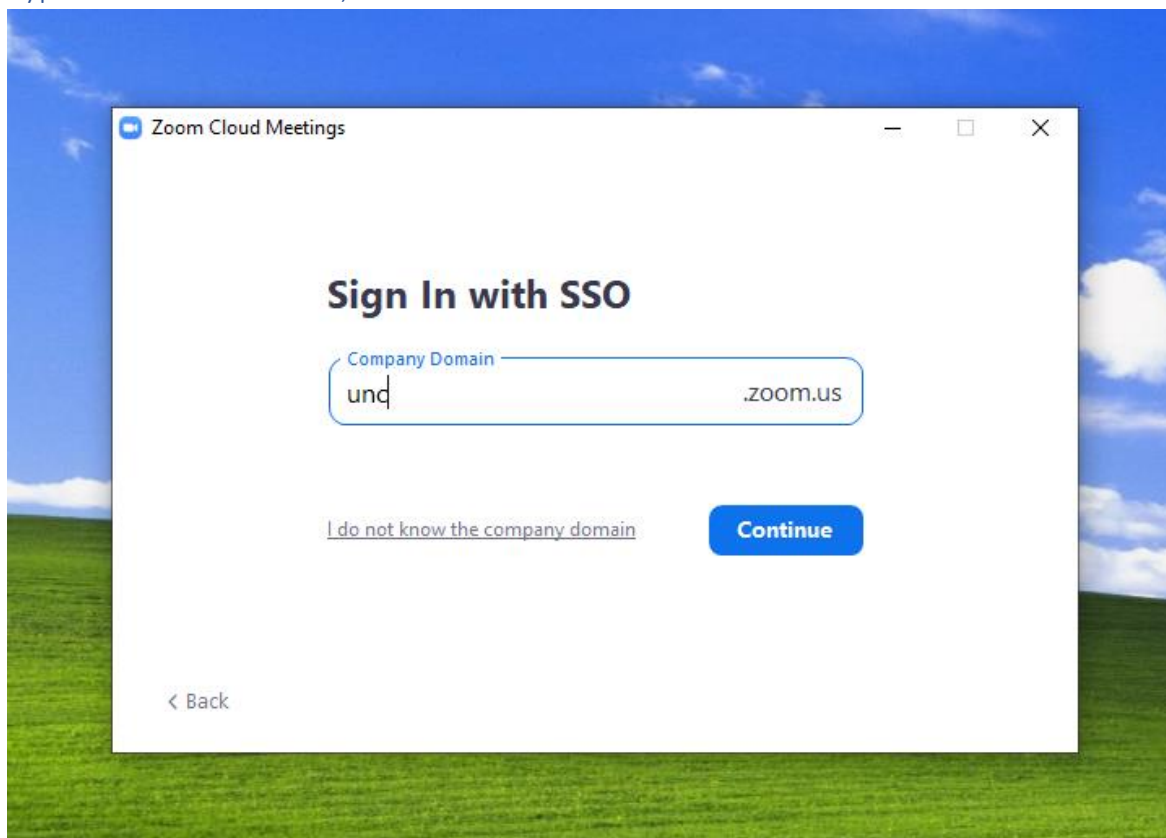 Zoom Cloud Meetings
Sign In with SSO
Company Domain
unc .zoom.us
I do not know the company domain
Continue
< Back